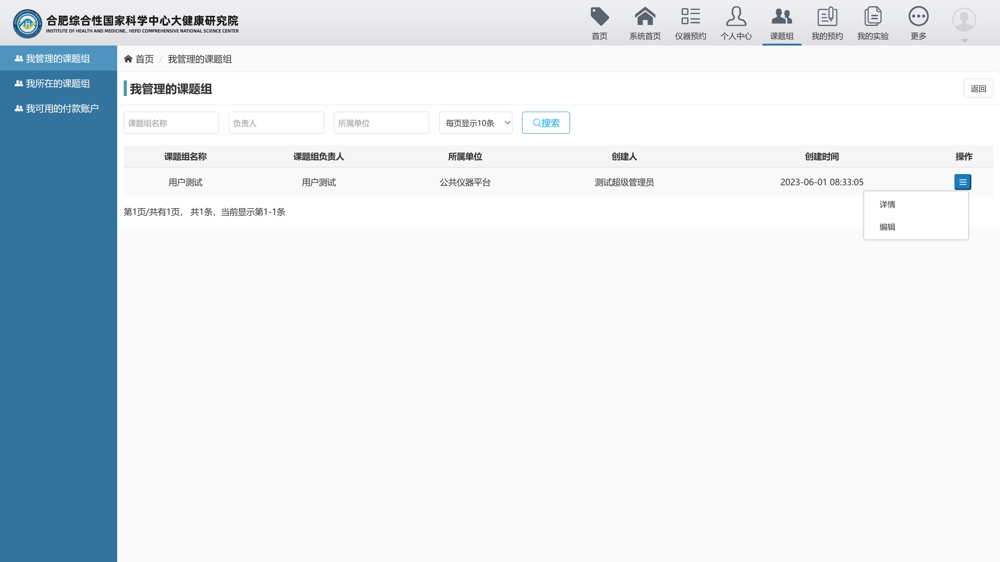 合肥综合性国家科学中心大健康研究院
INSTITUTE OF HEALTH AND MEDICINE, HEFEI COMPREHENSIVE NATIONAL SCIENCE CENTER
首页
系统首页
仪器预约
个人中心
课题组
我的预约
我的实验
更多
我管理的课题组
我所在的课题组
我可用的付款账户
首页 / 我管理的课题组
我管理的课题组
返回
课题组名称
负责人
所属单位
每页显示10条
搜索
课题组名称 课题组负责人 所属单位 创建人 创建时间 操作
用户测试 用户测试 公共仪器平台 测试超级管理员 2023-06-01 08:33:05
详情
编辑
第1页/共有1页， 共1条，当前显示第1-1条